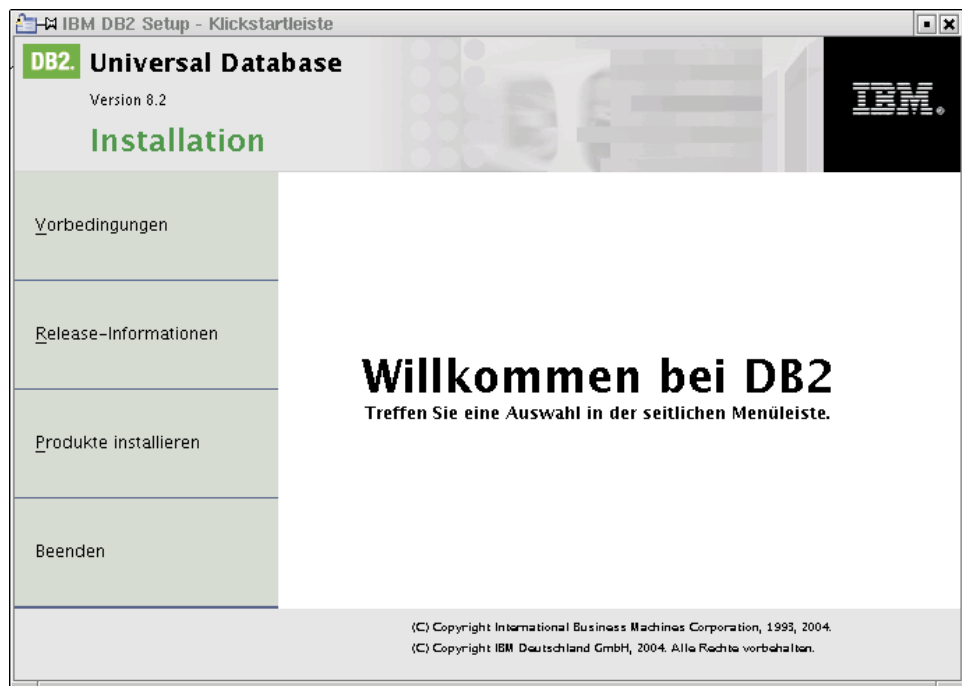 IBM DB2 Setup - Klickstartleiste
DB2. Universal Database
Version 8.2
Installation
IBM.
Vorbedingungen
Release-Informationen
Produkte installieren
Beenden
Willkommen bei DB2
Treffen Sie eine Auswahl in der seitlichen Menüleiste.
(C) Copyright International Business Machines Corporation, 1993, 2004.
(C) Copyright IBM Deutschland GmbH, 2004. Alle Rechte vorbehalten.